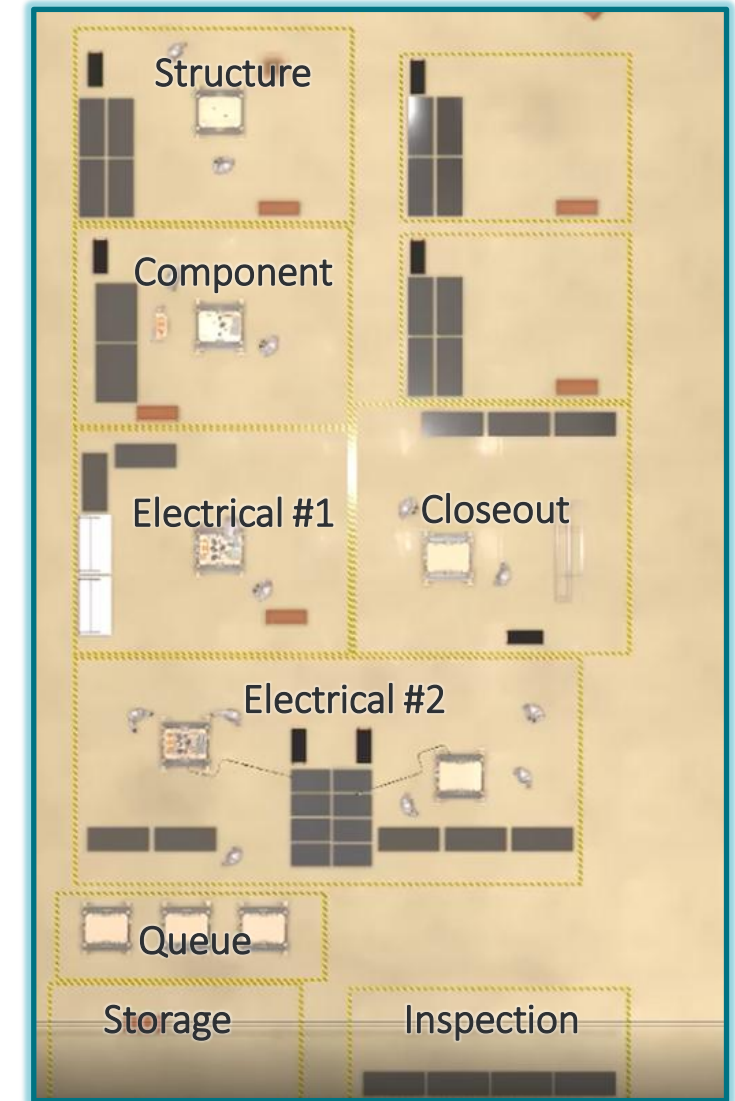 Structure
Component
Electrical #1
Closeout
Electrical #2
Queue
Storage
Inspection